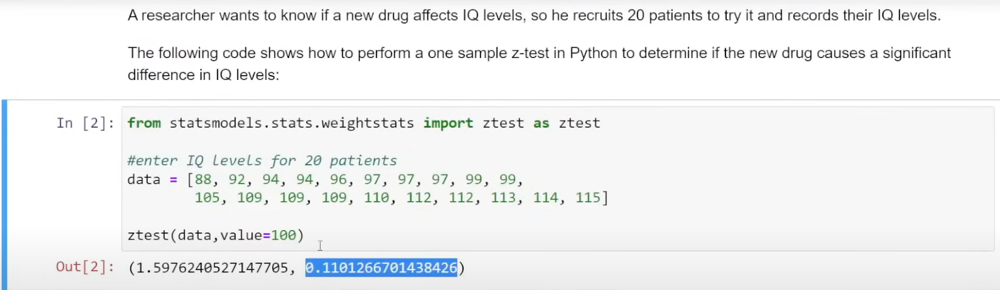 A researcher wants to know if a new drug affects IQ levels, so he recruits 20 patients to try it and records their IQ levels.
The following code shows how to perform a one sample z-test in Python to determine if the new drug causes a significant
difference in IQ levels:
In [2]: from statsmodels.stats.weightstats import ztest as ztest
#enter IQ levels for 20 patients
data = [88, 92, 94, 94, 96, 97, 97, 97, 99, 99,
105, 109, 109, 109, 110, 112, 112, 113, 114, 115]
ztest(data,value=100)
Out[2]: (1.5976240527147705, 0.1101266701438426)